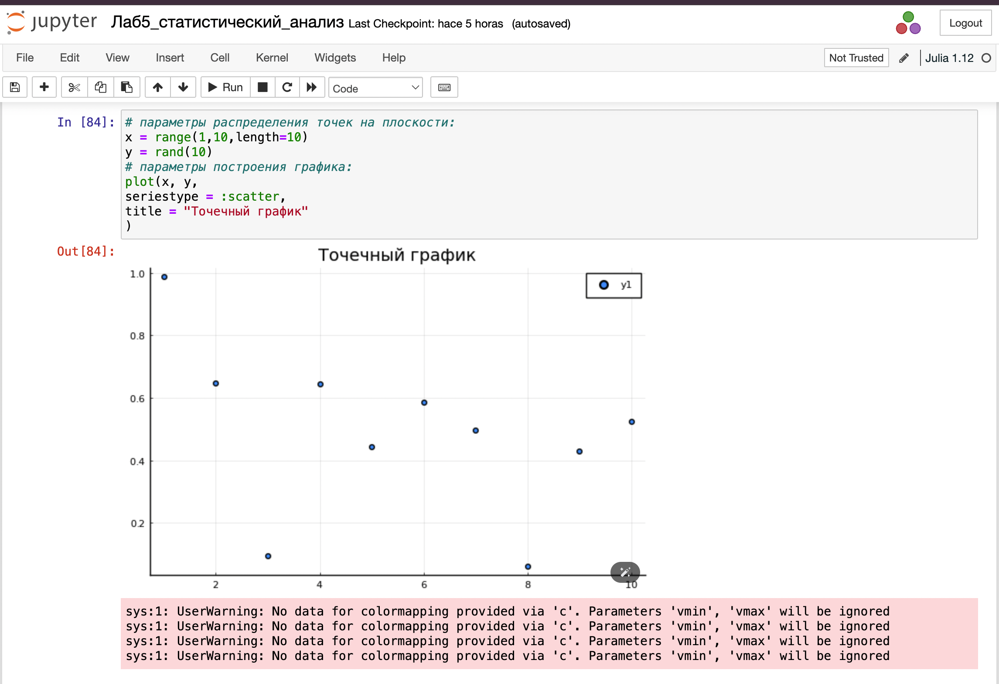 jupyter Лаб5_статистический_анализ Last Checkpoint: hace 5 horas (autosaved) Logout
File Edit View Insert Cell Kernel Widgets Help Not Trusted Julia 1.12
Run Code
In [84]:
# параметры распределения точек на плоскости:
x = range(1,10,length=10)
y = rand(10)
# параметры построения графика:
plot(x, y,
seriestype = :scatter,
title = "Точечный график"
)
Out[84]:
Точечный график
y1
1.0
0.8
0.6
0.4
0.2
2 4 6 8 10
sys:1: UserWarning: No data for colormapping provided via 'c'. Parameters 'vmin', 'vmax' will be ignored
sys:1: UserWarning: No data for colormapping provided via 'c'. Parameters 'vmin', 'vmax' will be ignored
sys:1: UserWarning: No data for colormapping provided via 'c'. Parameters 'vmin', 'vmax' will be ignored
sys:1: UserWarning: No data for colormapping provided via 'c'. Parameters 'vmin', 'vmax' will be ignored